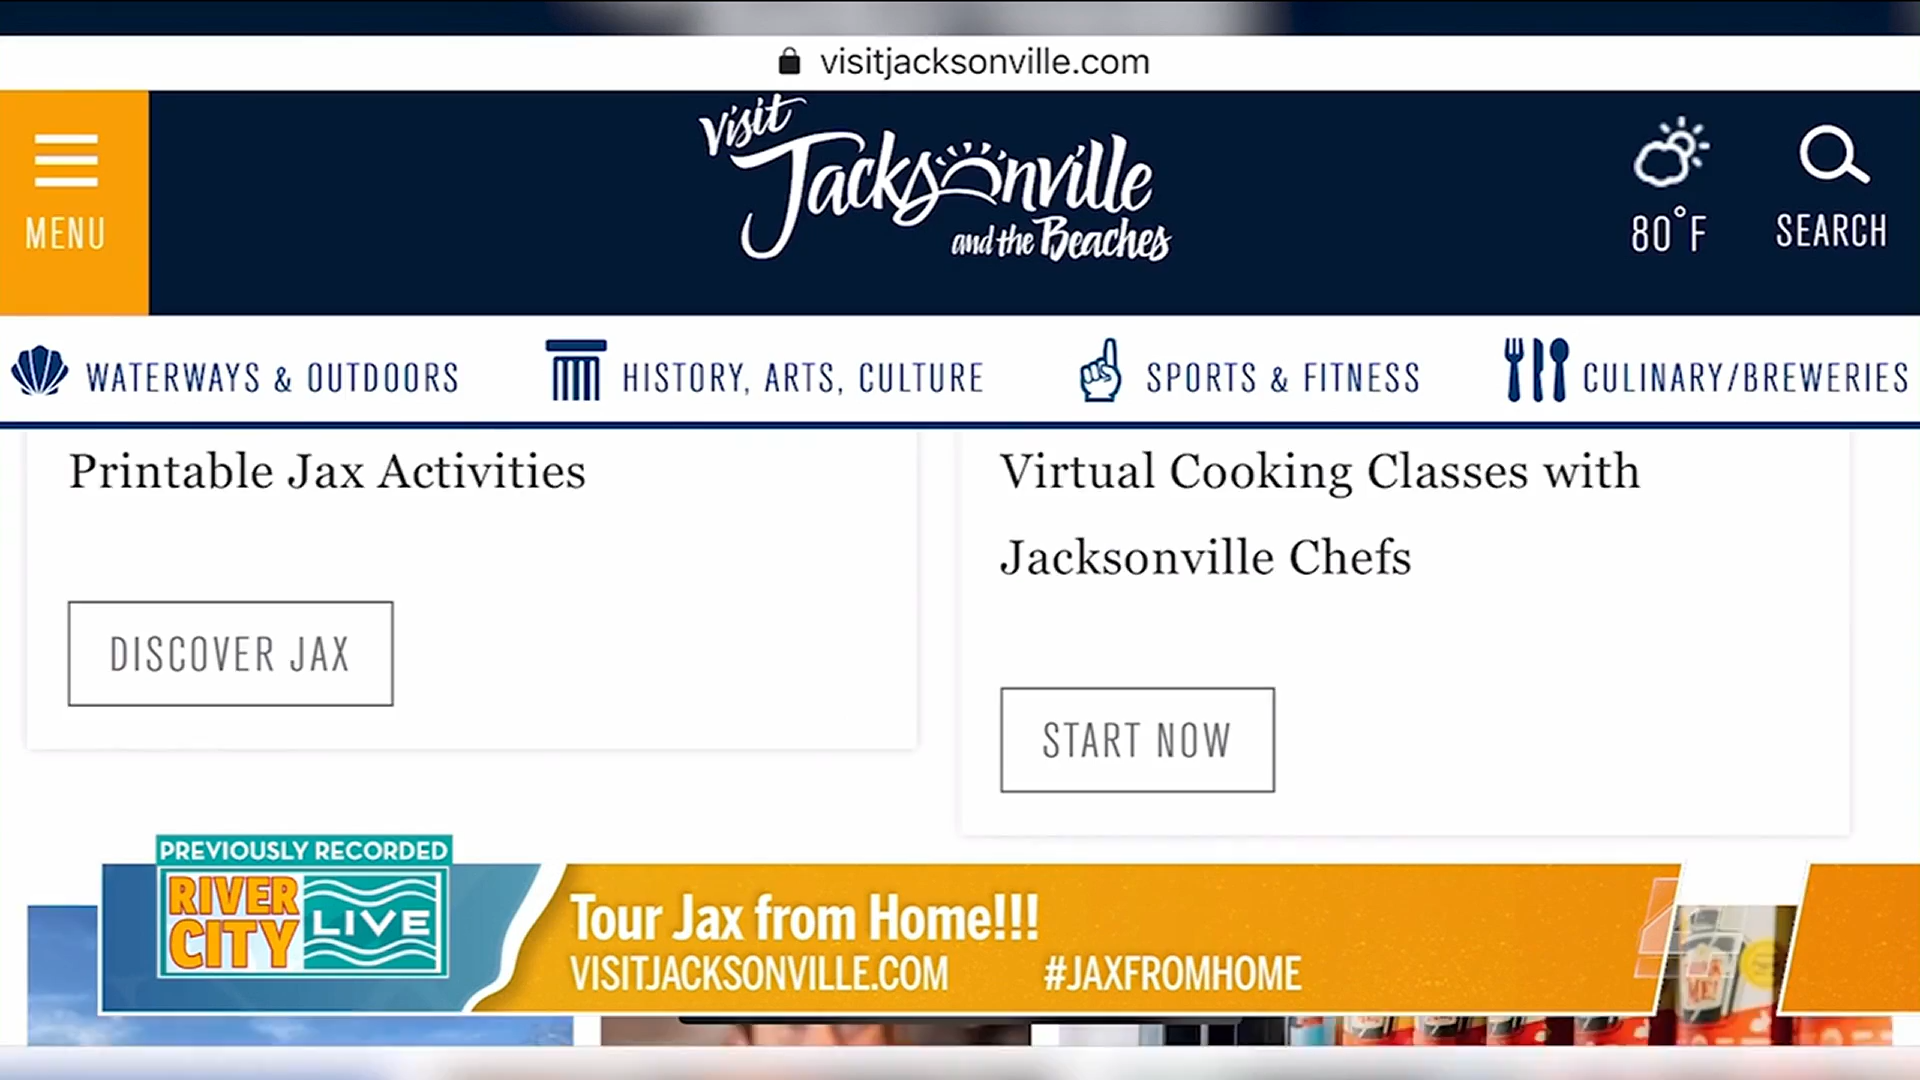 visitjacksonville.com
MENU
Visit
Jacksonville
and the Beaches
80°F
SEARCH
WATERWAYS & OUTDOORS
HISTORY, ARTS, CULTURE
SPORTS & FITNESS
CULINARY/BREWERIES
Printable Jax Activities
DISCOVER JAX
Virtual Cooking Classes with
Jacksonville Chefs
START NOW
PREVIOUSLY RECORDED
RIVER
CITY
LIVE
Tour Jax from Home!!!
VISITJACKSONVILLE.COM #JAXFROMHOME
4
ME!